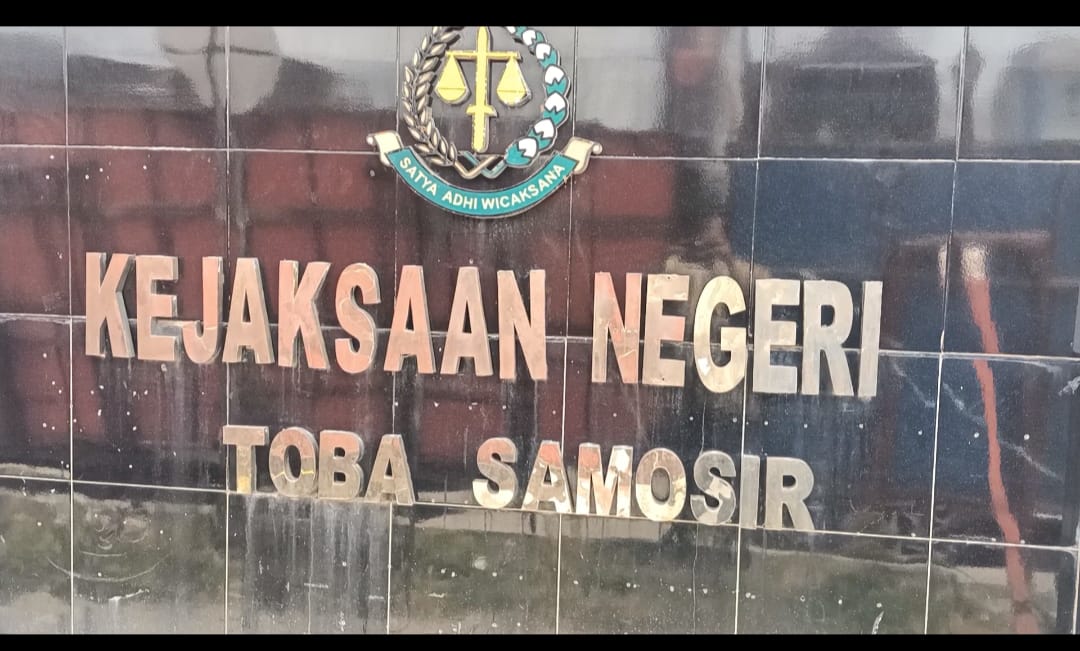 SATYA ADHI WICAKSANA
KEJAKSAAN NEGERI
TOBA SAMOSIR